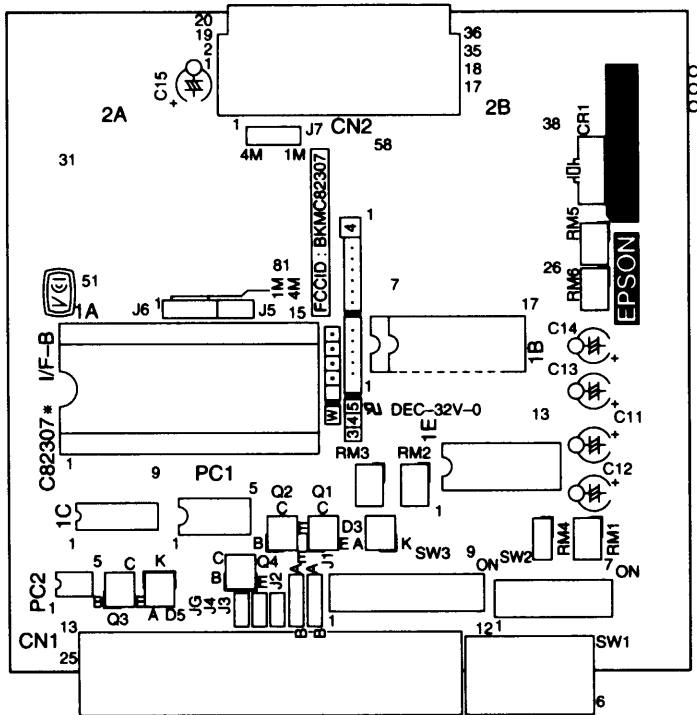 20
19
2
1
36
35
18
17
C15
+
2A
2B
1
J7
CN2
4M 1M
58
38
CR1
31
FCCID : BKMC82307
1
4
RM5
26
RM6
EPSON
51
1A
J6
1
81
1M
4M
J5
15
7
17
1B
C14
+
C13
+
C11
+
C12
+
C82307* I/F-B
1
W
1
3 4 5
DEC-32V-0
1E
13
RM3
RM2
1
9
PC1
5
1C
1
1
Q2
C
B
E
Q1
C
E
D3
A
K
SW3
9
ON
SW2
RM4
RM1
7
ON
PC2
5
1
C
B
E
Q3
K
A
D5
C
B
E
Q4
JG
J4
J3
J2
A
A
J1
B
B
1
1
CN1
13
25
12
SW1
6